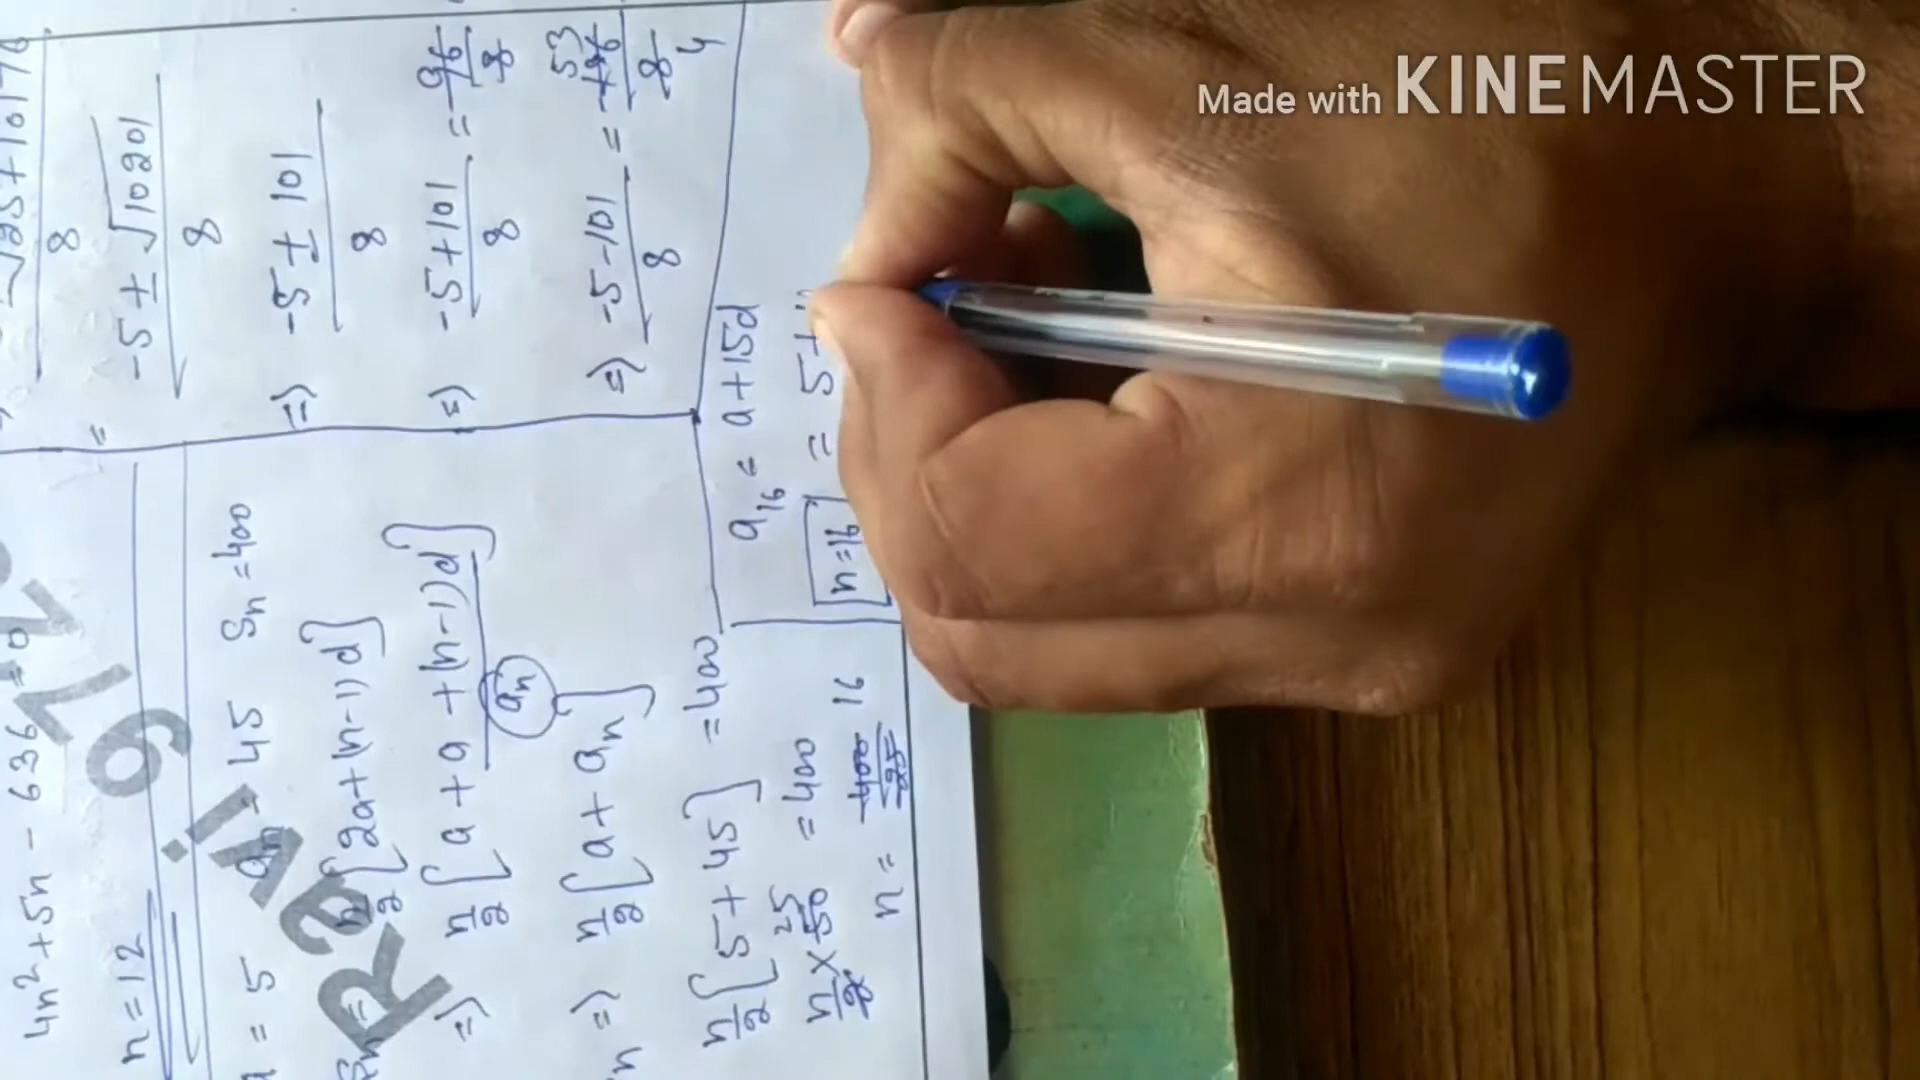 Made with KINEMASTER
4n² + 5n - 636 = 0
n = 12
a = 5 aₙ = 45 Sₙ = 400
Sₙ = n/2 [2a + (n-1)d]
=) n/2 [a + a + (n-1)d]
aₙ
=) n/2 [a + aₙ]
n/2 [5 + 45] = 400
n/2 × 50 25 = 400
n = 400/25 16
8
= -5 ± √10201 / 8
=) -5 ± 101 / 8
=) -5 + 101 / 8 = 96/8
=) -5 - 101 / 8 = 53 / 8 4
a₁₆ = a + 15d
= 5 +
n = 16
Ravi